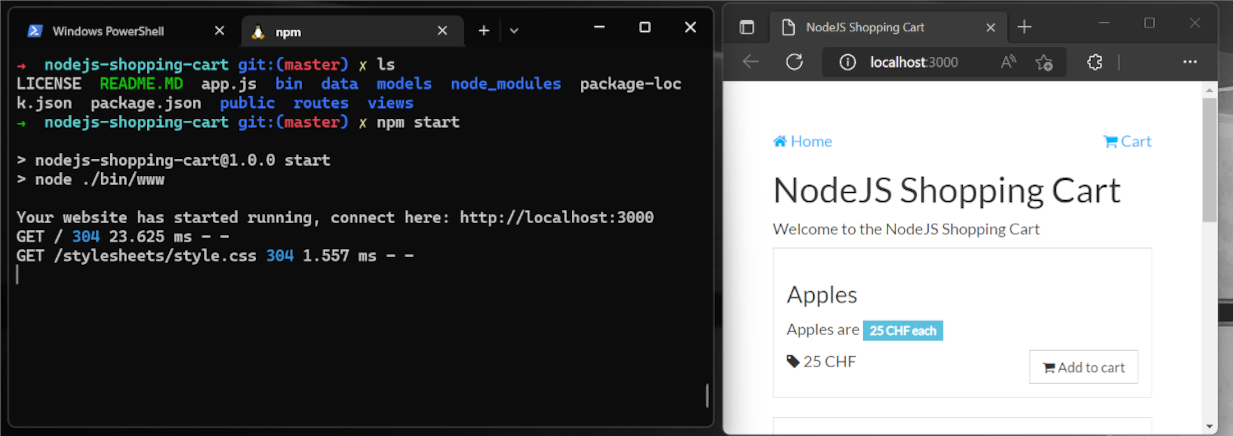 Windows PowerShell
npm
→ nodejs-shopping-cart git:(master) ✗ ls
LICENSE README.MD app.js bin data models node_modules package-loc
k.json package.json public routes views
→ nodejs-shopping-cart git:(master) ✗ npm start
> nodejs-shopping-cart@1.0.0 start
> node ./bin/www
Your website has started running, connect here: http://localhost:3000
GET / 304 23.625 ms - -
GET /stylesheets/style.css 304 1.557 ms - -
NodeJS Shopping Cart
localhost:3000
Home
Cart
NodeJS Shopping Cart
Welcome to the NodeJS Shopping Cart
Apples
Apples are 25 CHF each
25 CHF
Add to cart